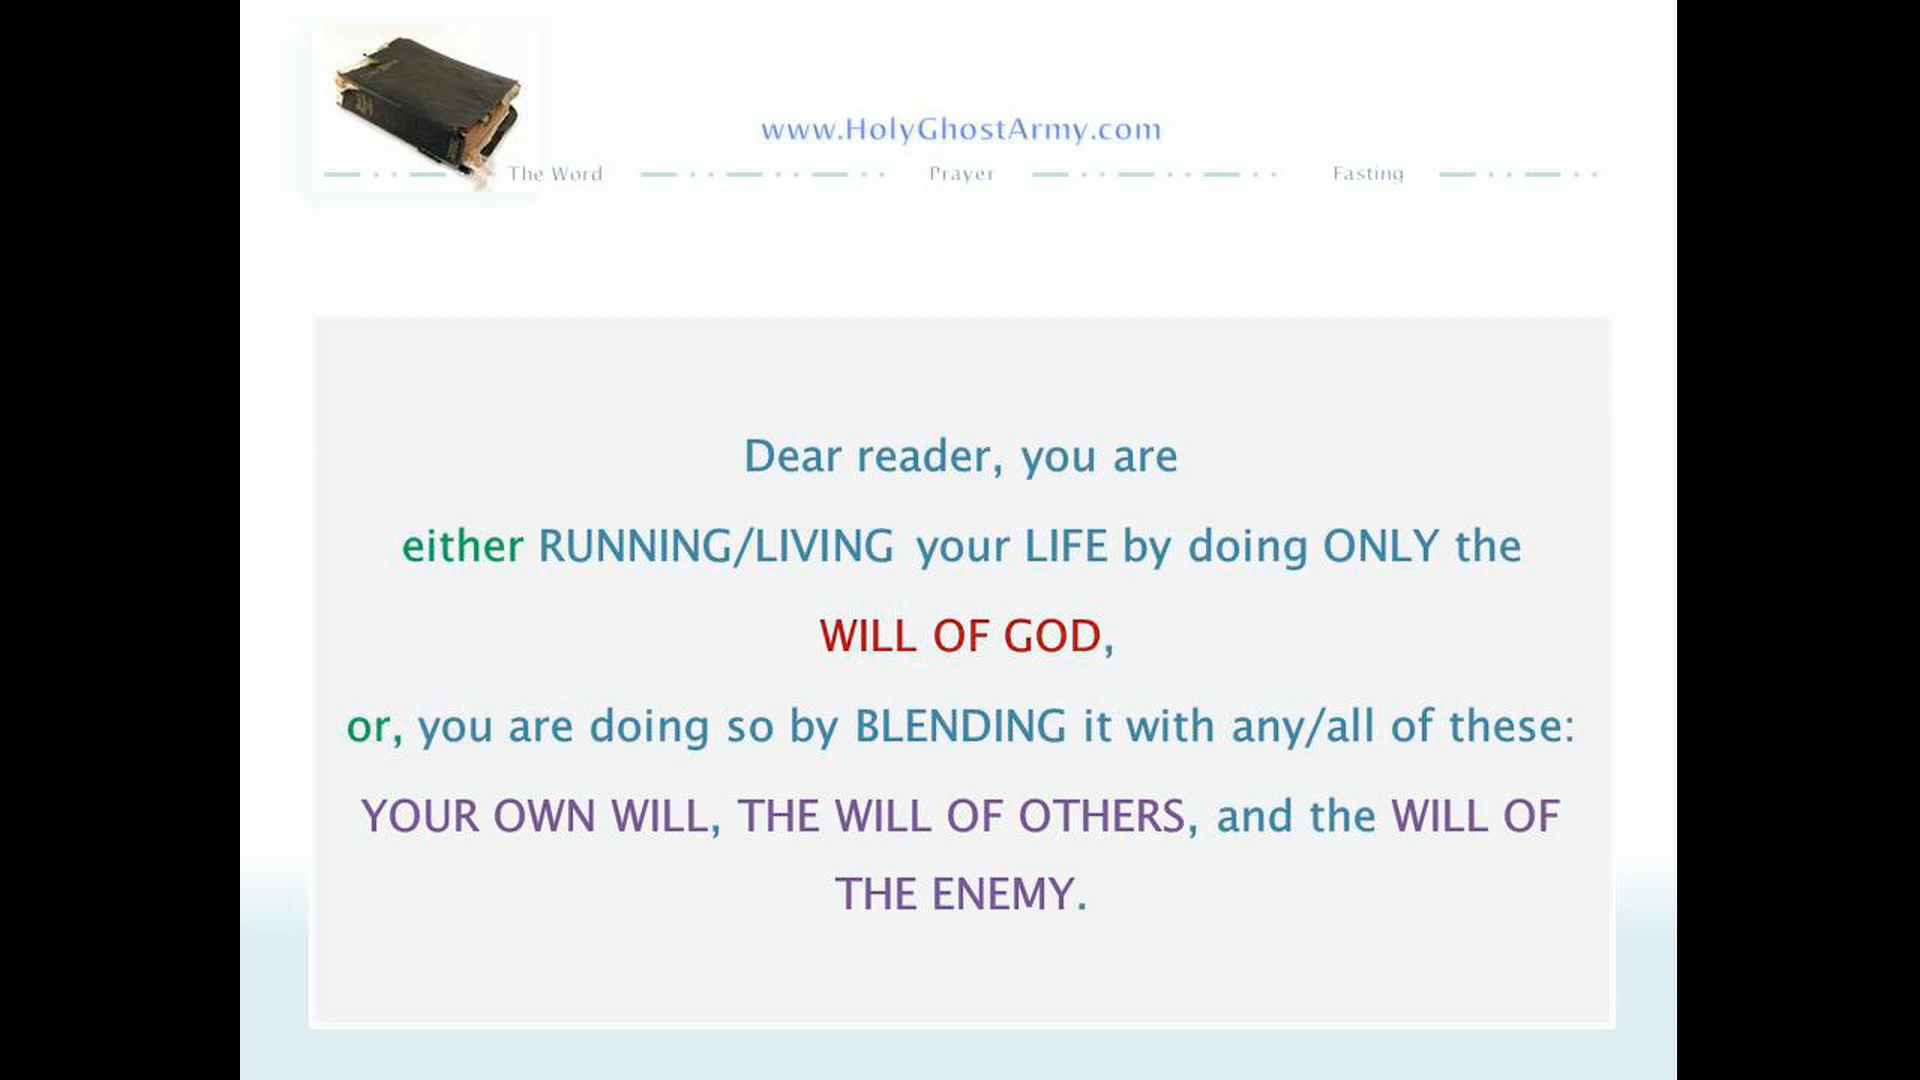 www.HolyGhostArmy.com
The Word Prayer Fasting
Dear reader, you are
either RUNNING/LIVING your LIFE by doing ONLY the
WILL OF GOD,
or, you are doing so by BLENDING it with any/all of these:
YOUR OWN WILL, THE WILL OF OTHERS, and the WILL OF
THE ENEMY.